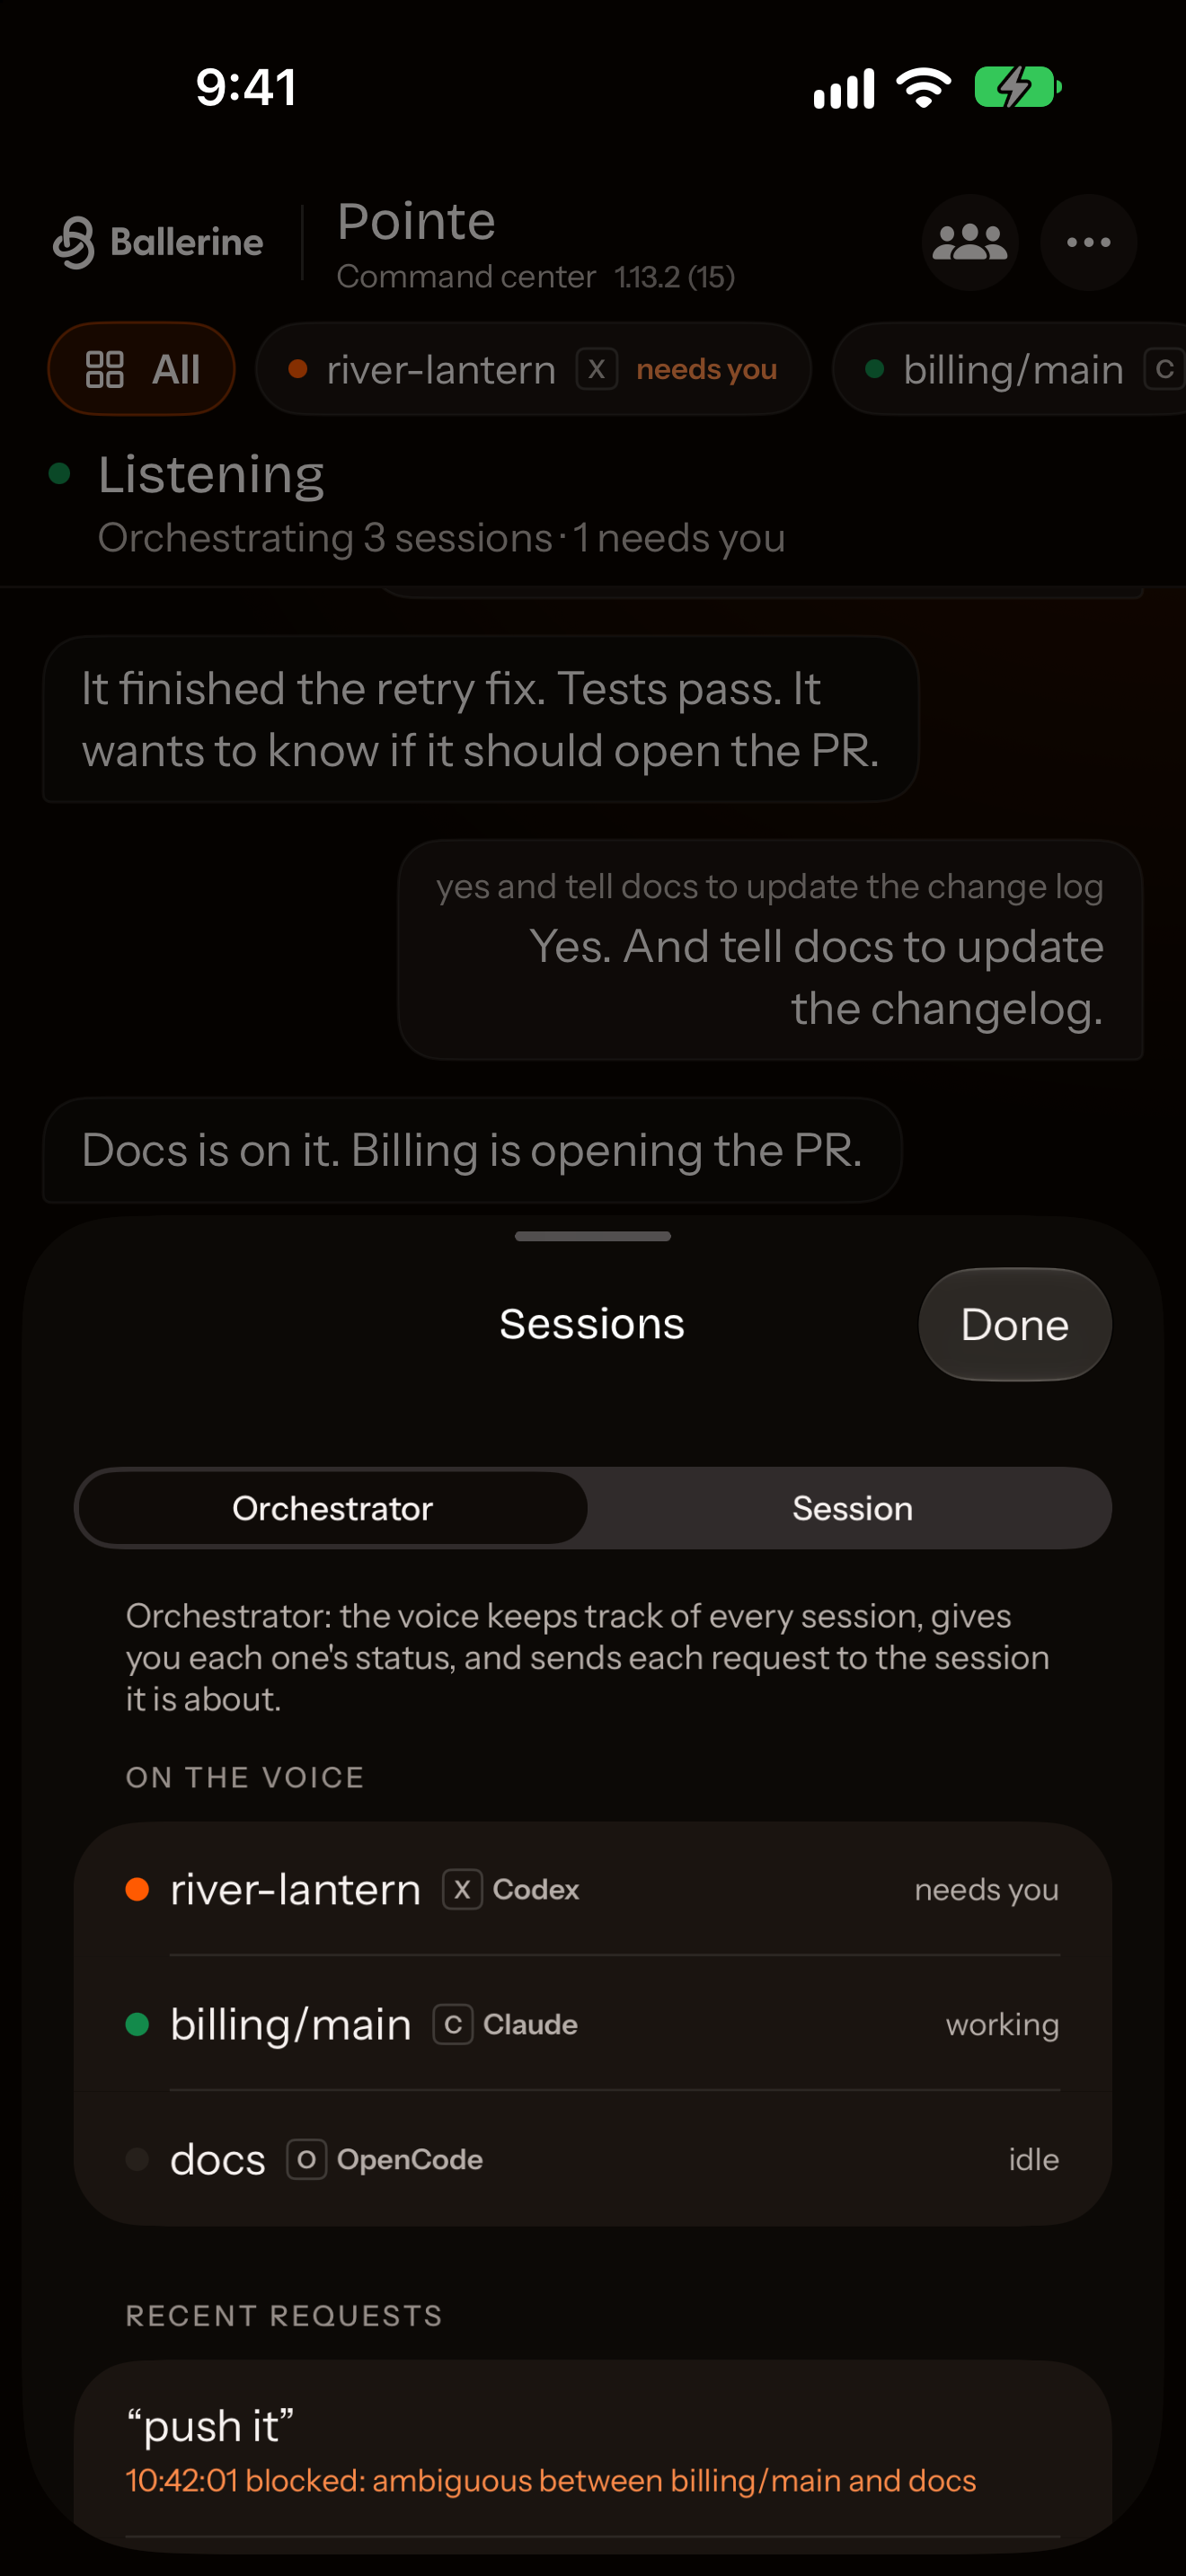 9:41
Ballerine
Pointe
Command center 1.13.2 (15)
All
river-lantern X needs you
billing/main C
Listening
Orchestrating 3 sessions · 1 needs you
It finished the retry fix. Tests pass. It
wants to know if it should open the PR.
yes and tell docs to update the change log
Yes. And tell docs to update
the changelog.
Docs is on it. Billing is opening the PR.
Sessions
Done
Orchestrator
Session
Orchestrator: the voice keeps track of every session, gives
you each one's status, and sends each request to the session
it is about.
ON THE VOICE
river-lantern X Codex needs you
billing/main C Claude working
docs O OpenCode idle
RECENT REQUESTS
“push it”
10:42:01 blocked: ambiguous between billing/main and docs